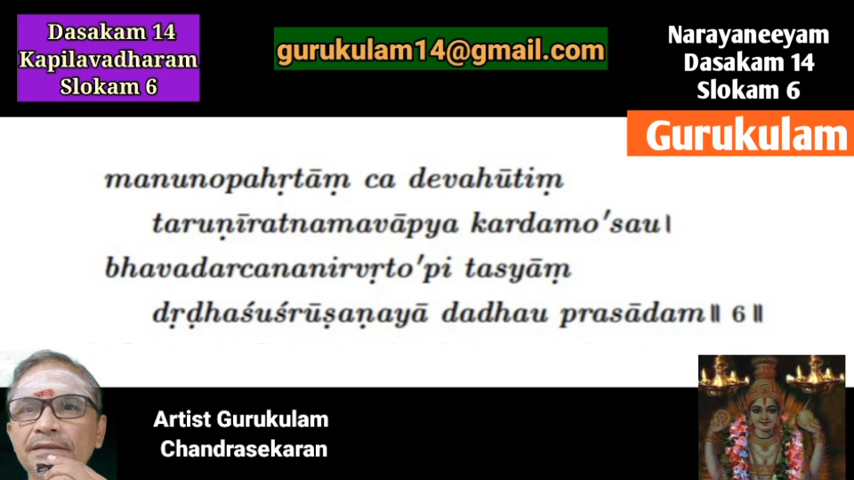 Dasakam 14
Kapilavadharam
Slokam 6
gurukulam14@gmail.com
Narayaneeyam
Dasakam 14
Slokam 6
Gurukulam
manunopahṛtāṃ ca devahūtiṃ
taruṇīratnamavāpya kardamo'sau।
bhavadarcananirvṛto'pi tasyāṃ
dṛḍhaśuśrūṣaṇayā dadhau prasādam॥ 6 ॥
Artist Gurukulam
Chandrasekaran